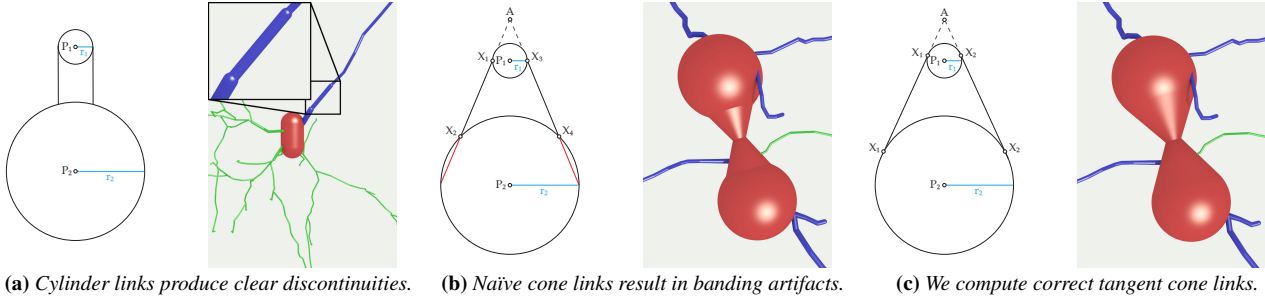 P₁
r₁
P₂
r₂
A
X₁
P₁
r₁
X₃
X₂
X₄
P₂
r₂
A
X₁
P₁
r₁
X₂
X₁
X₂
P₂
r₂
(a) Cylinder links produce clear discontinuities.
(b) Naïve cone links result in banding artifacts.
(c) We compute correct tangent cone links.